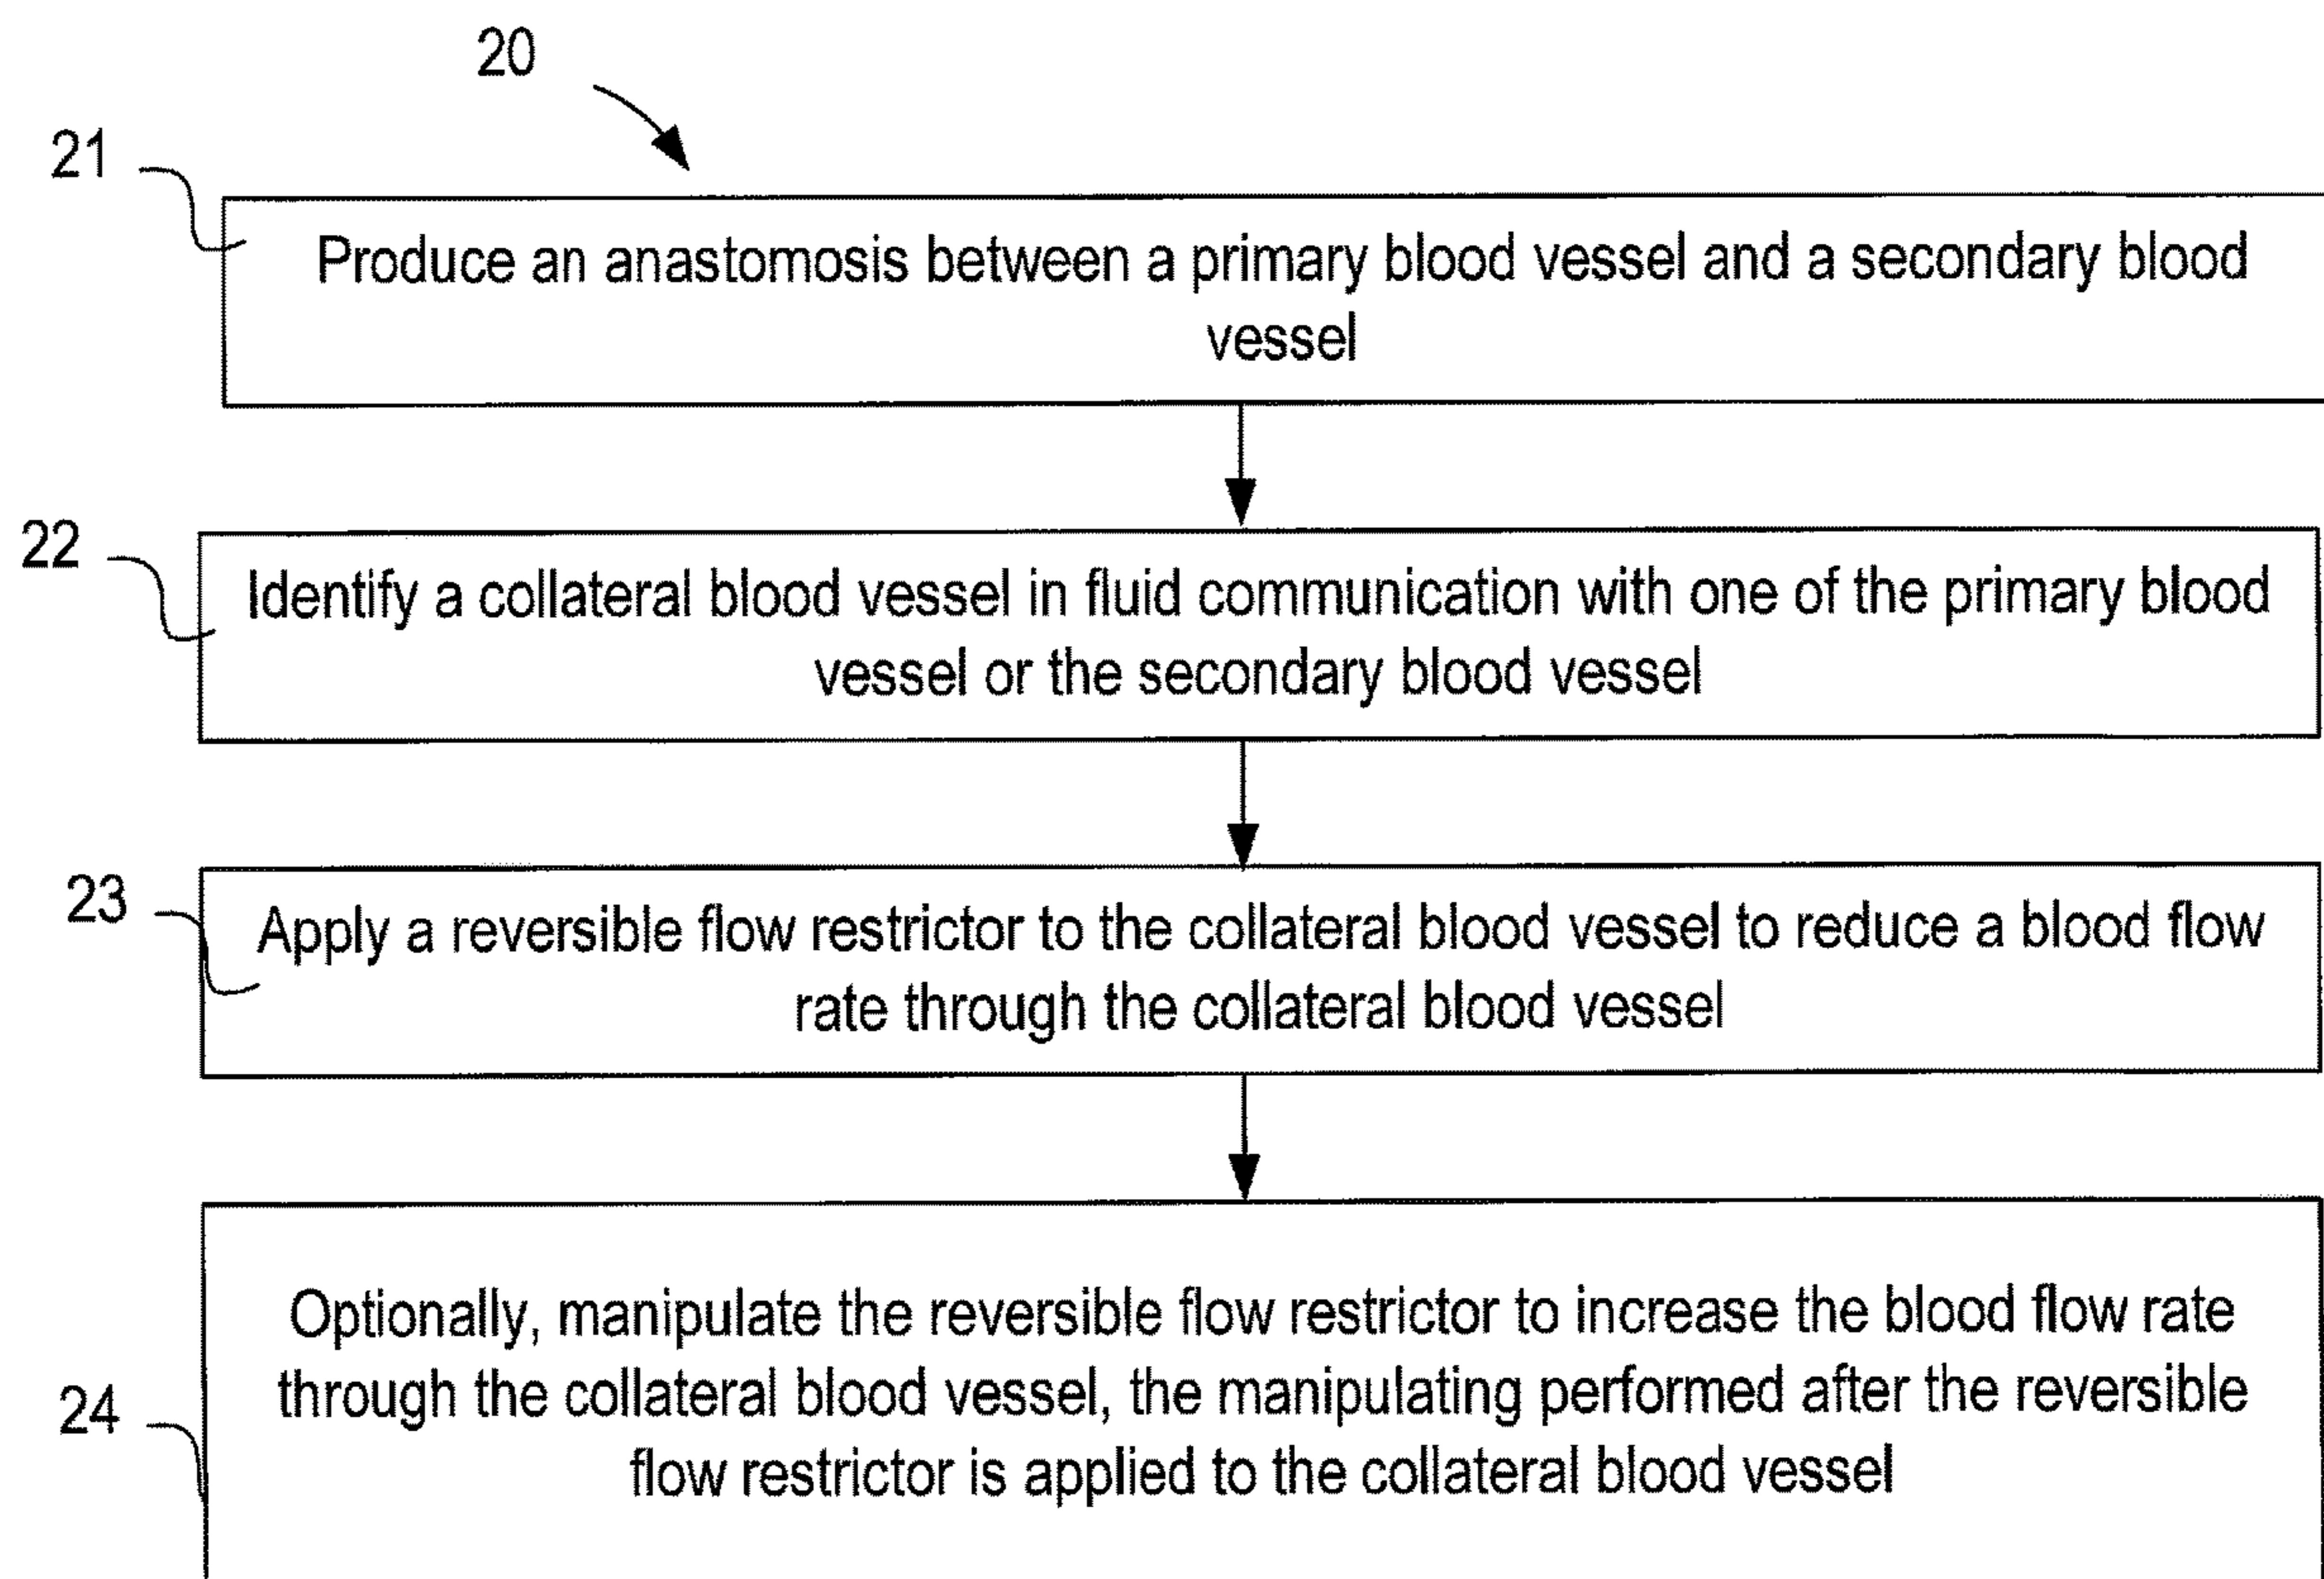 20
21
Produce an anastomosis between a primary blood vessel and a secondary blood
vessel
22
Identify a collateral blood vessel in fluid communication with one of the primary blood
vessel or the secondary blood vessel
23
Apply a reversible flow restrictor to the collateral blood vessel to reduce a blood flow
rate through the collateral blood vessel
24
Optionally, manipulate the reversible flow restrictor to increase the blood flow rate
through the collateral blood vessel, the manipulating performed after the reversible
flow restrictor is applied to the collateral blood vessel